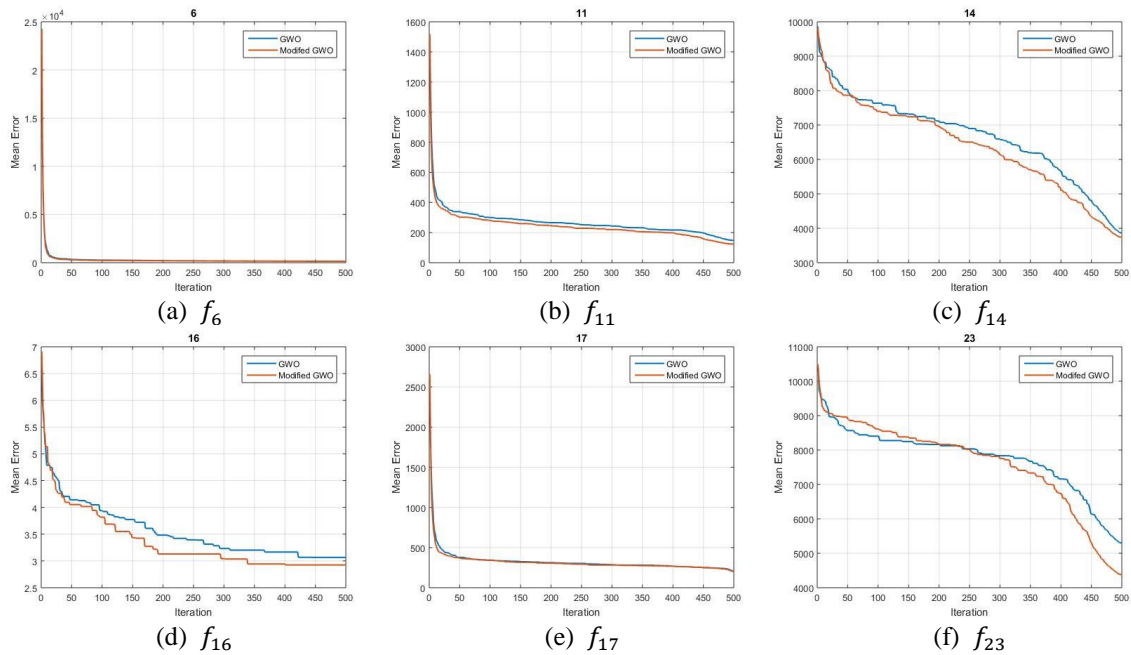 6
×10⁴
2.5
2
1.5
1
0.5
0
Mean Error
0 50 100 150 200 250 300 350 400 450 500
Iteration
GWO
Modifed GWO
(a) f₆
11
1600
1400
1200
1000
800
600
400
200
0
Mean Error
0 50 100 150 200 250 300 350 400 450 500
Iteration
GWO
Modifed GWO
(b) f₁₁
14
10000
9000
8000
7000
6000
5000
4000
3000
Mean Error
0 50 100 150 200 250 300 350 400 450 500
Iteration
GWO
Modifed GWO
(c) f₁₄
16
7
6.5
6
5.5
5
4.5
4
3.5
3
2.5
Mean Error
0 50 100 150 200 250 300 350 400 450 500
Iteration
GWO
Modified GWO
(d) f₁₆
17
3000
2500
2000
1500
1000
500
0
Mean Error
0 50 100 150 200 250 300 350 400 450 500
Iteration
GWO
Modifed GWO
(e) f₁₇
23
11000
10000
9000
8000
7000
6000
5000
4000
Mean Error
0 50 100 150 200 250 300 350 400 450 500
Iteration
GWO
Modifed GWO
(f) f₂₃